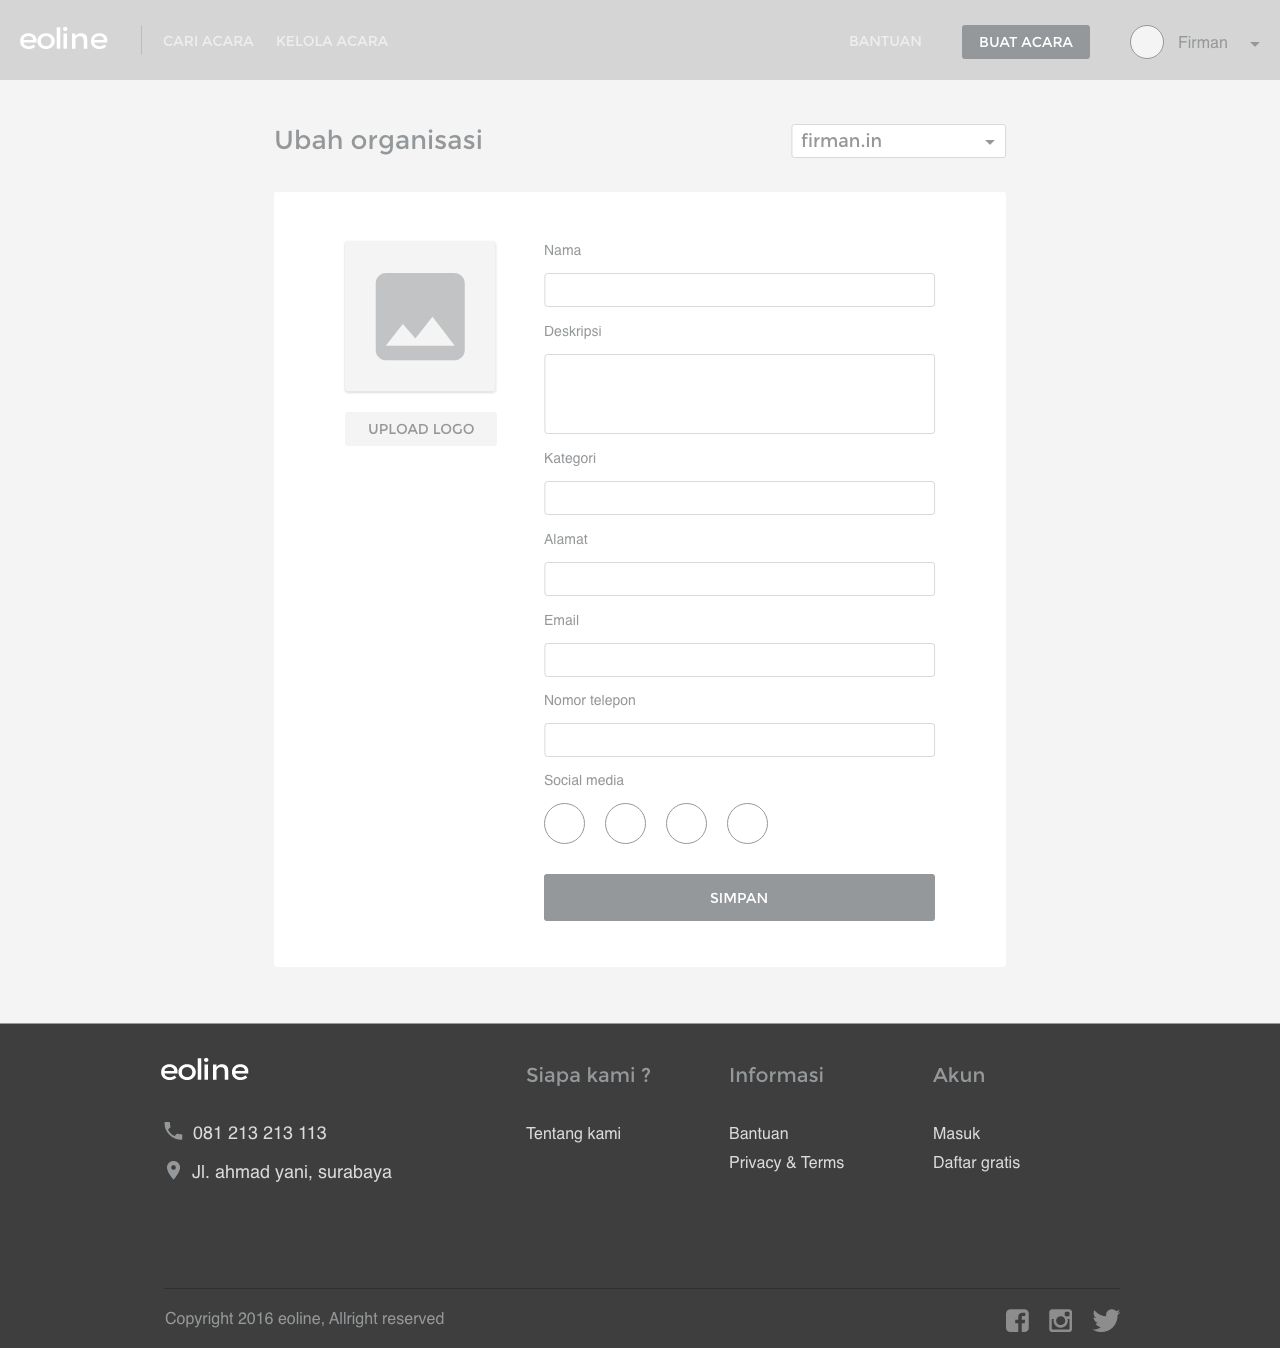 eoline
CARI ACARA
KELOLA ACARA
BANTUAN
BUAT ACARA
Firman
Ubah organisasi
firman.in
Nama
Deskripsi
UPLOAD LOGO
Kategori
Alamat
Email
Nomor telepon
Social media
SIMPAN
eoline
081 213 213 113
Jl. ahmad yani, surabaya
Siapa kami ?
Tentang kami
Informasi
Bantuan
Privacy & Terms
Akun
Masuk
Daftar gratis
Copyright 2016 eoline, Allright reserved